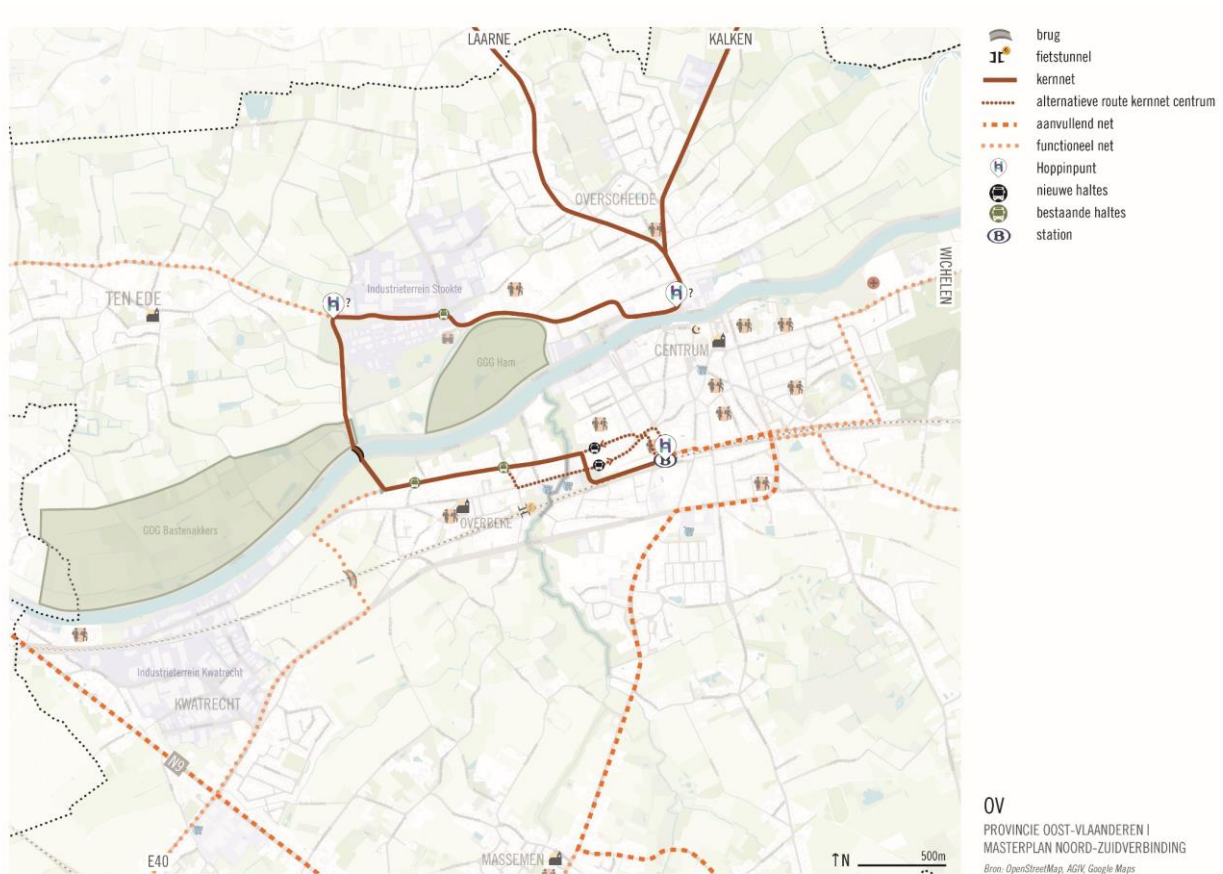 LAARNE
KALKEN
OVERSCHELDE
WICHELEN
TEN EDE
Industrieterrein Stookte
?
?
GGG Ham
CENTRUM
B
OVERBEKE
GOG Bastenakkers
Industrieterrein Kwatrecht
KWATRECHT
N9
E40
MASSEMEN
↑N
500m
brug
fietstunnel
kernnet
alternatieve route kernnet centrum
aanvullend net
functioneel net
Hoppinpunt
nieuwe haltes
bestaande haltes
B station
OV
PROVINCIE OOST-VLAANDEREN |
MASTERPLAN NOORD-ZUIDVERBINDING
Bron: OpenStreetMap, AGIV, Google Maps